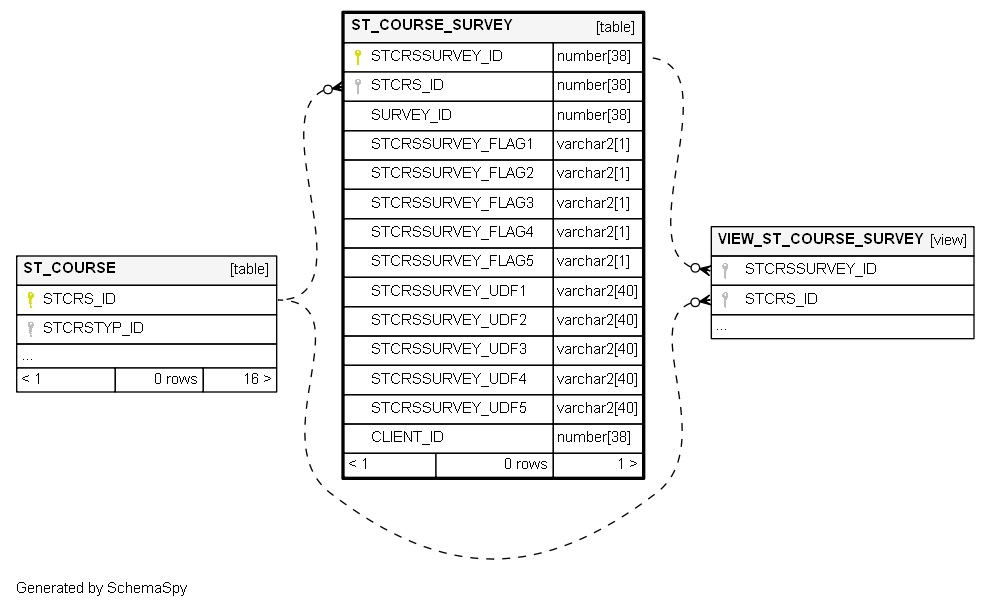 ST_COURSE_SURVEY [table]
STCRSSURVEY_ID number[38]
STCRS_ID number[38]
SURVEY_ID number[38]
STCRSSURVEY_FLAG1 varchar2[1]
STCRSSURVEY_FLAG2 varchar2[1]
STCRSSURVEY_FLAG3 varchar2[1]
STCRSSURVEY_FLAG4 varchar2[1]
STCRSSURVEY_FLAG5 varchar2[1]
STCRSSURVEY_UDF1 varchar2[40]
STCRSSURVEY_UDF2 varchar2[40]
STCRSSURVEY_UDF3 varchar2[40]
STCRSSURVEY_UDF4 varchar2[40]
STCRSSURVEY_UDF5 varchar2[40]
CLIENT_ID number[38]
< 1 0 rows 1 >
ST_COURSE [table]
STCRS_ID
STCRSTYP_ID
...
< 1 0 rows 16 >
VIEW_ST_COURSE_SURVEY [view]
STCRSSURVEY_ID
STCRS_ID
...
Generated by SchemaSpy